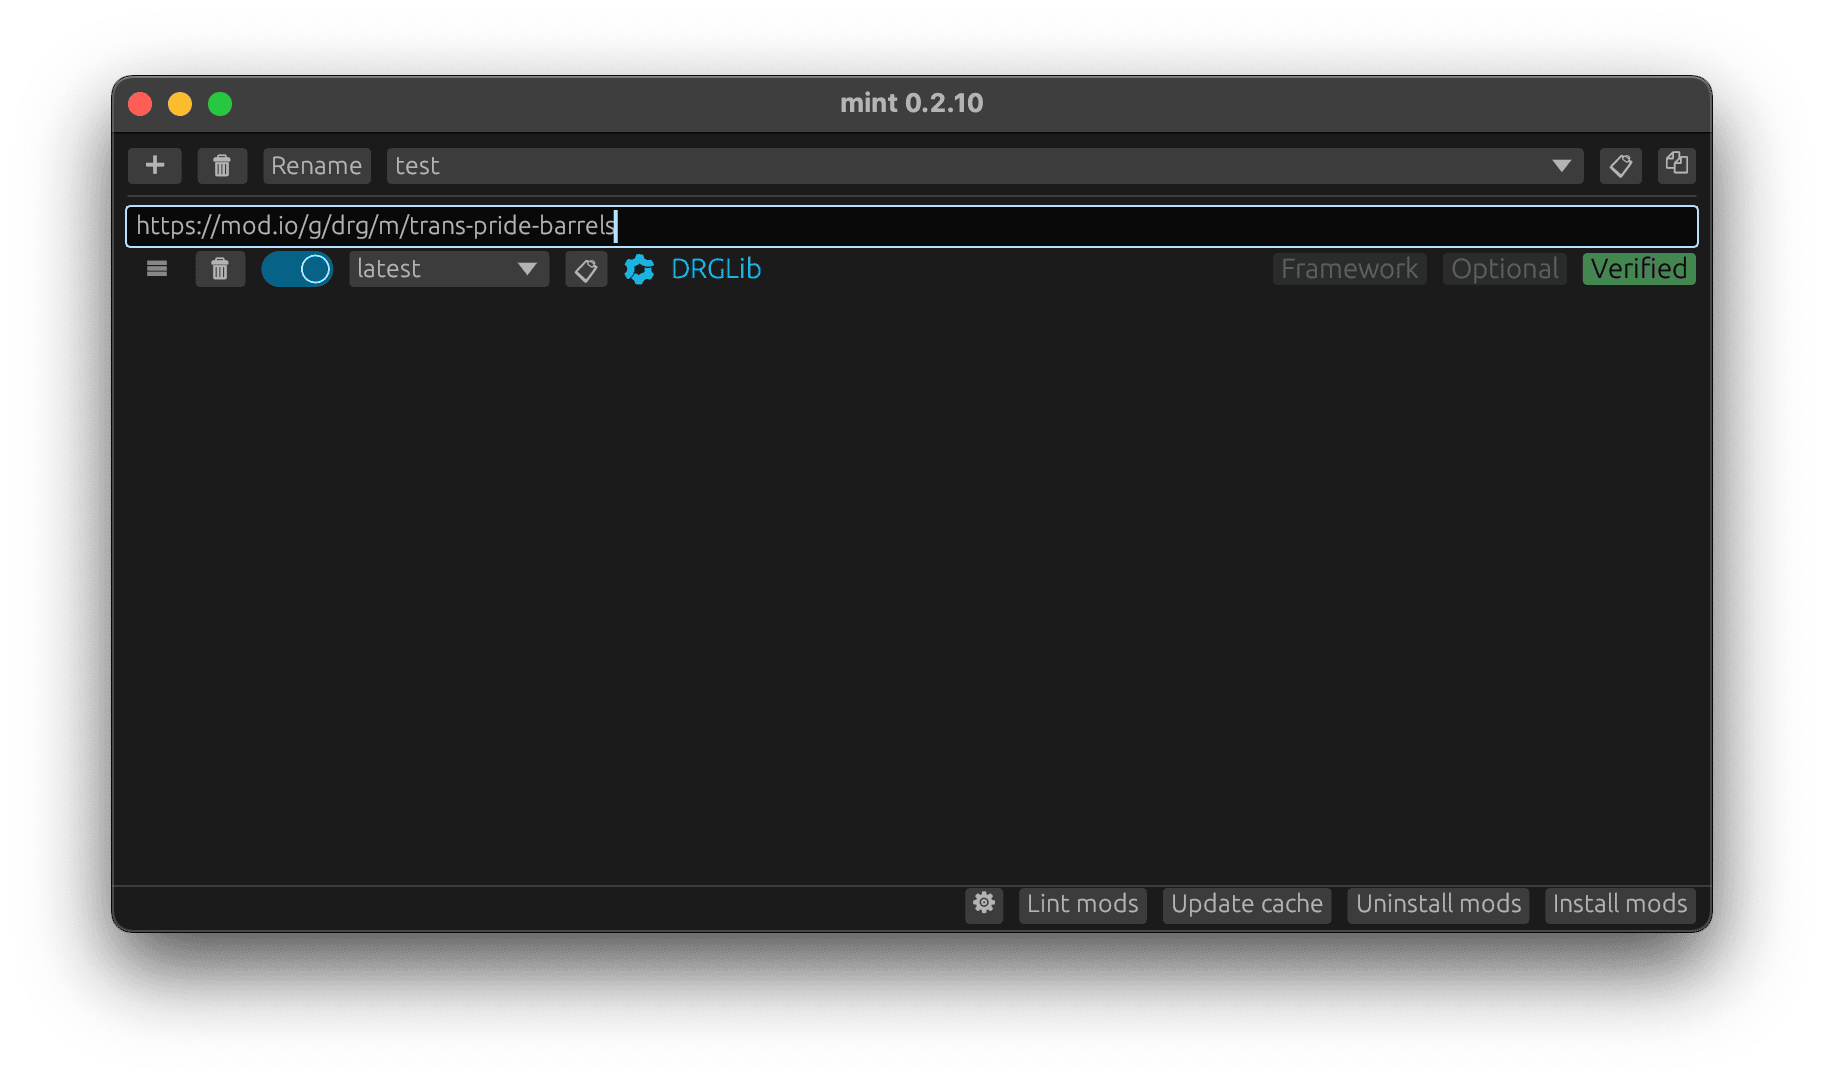 mint 0.2.10
Rename test
https://mod.io/g/drg/m/trans-pride-barrels
latest DRGLib Framework Optional Verified
Lint mods Update cache Uninstall mods Install mods